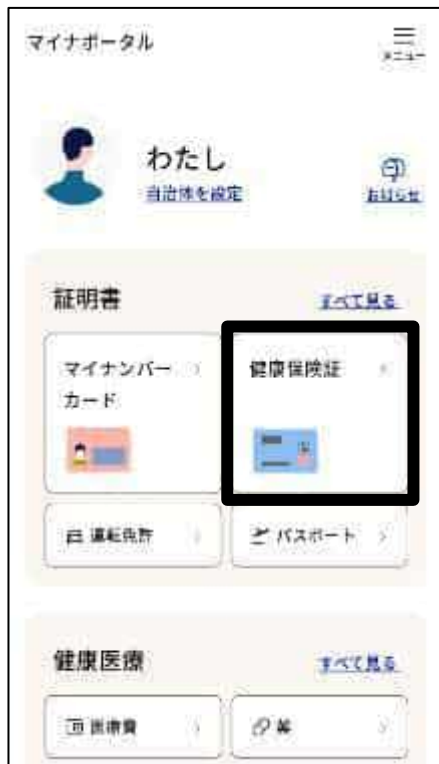 マイナポータル
メニュー
わたし
自治体を設定
お知らせ
証明書
すべて見る
マイナンバー
カード
健康保険証
運転免許
パスポート
健康医療
すべて見る
医療費
薬